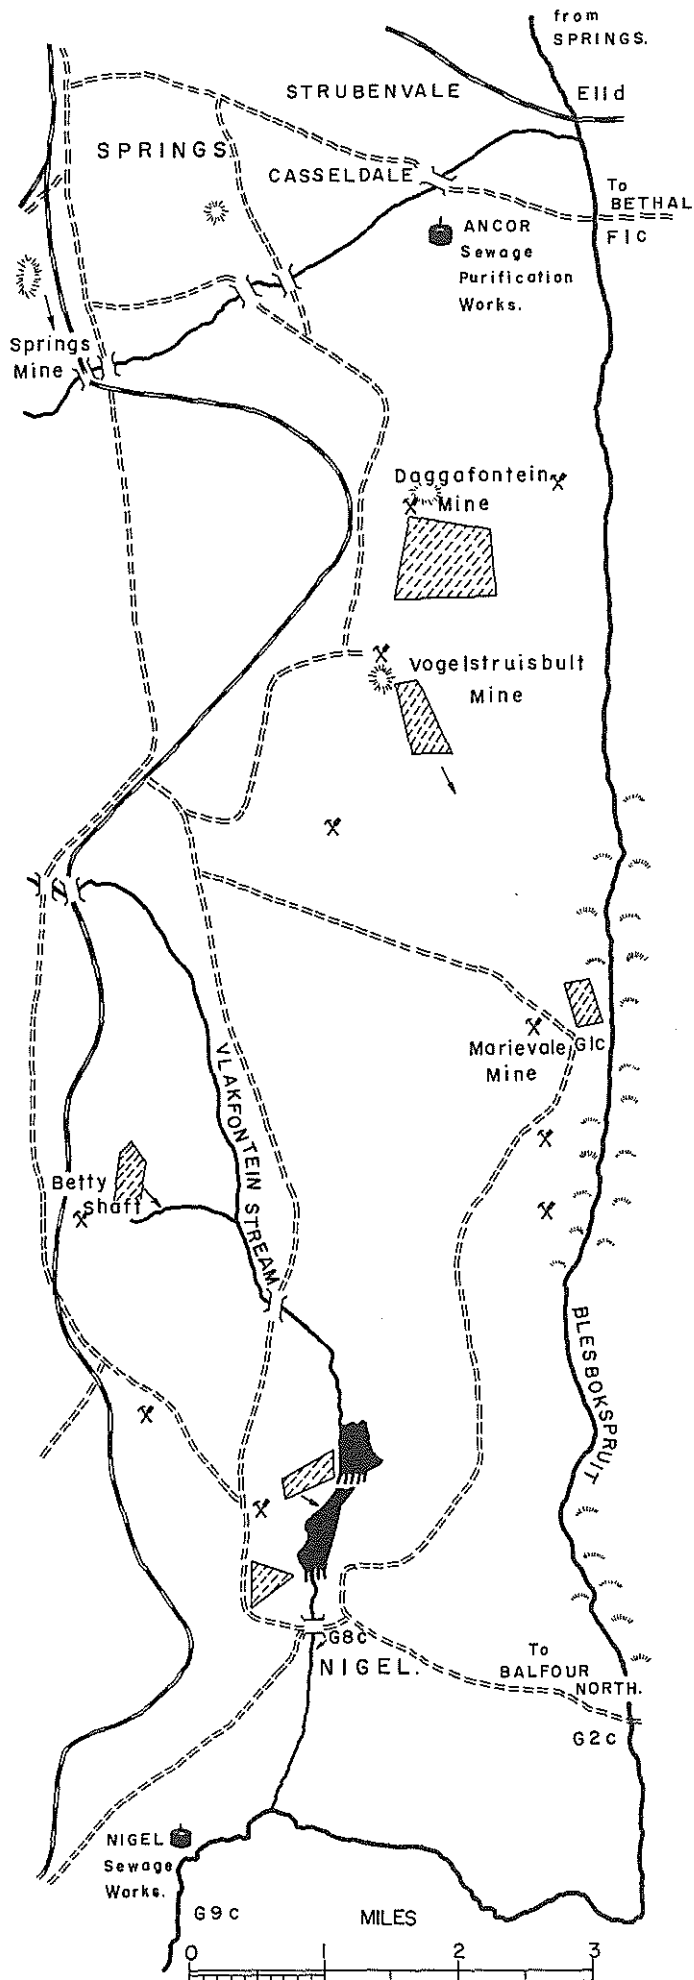 from
SPRINGS.
STRUBENVALE
E11d
SPRINGS
CASSELDALE
To
BETHAL
F1c
ANCOR
Sewage
Purification
Works.
Springs
Mine
Daggafontein
Mine
Vogelstruisbult
Mine
Marievale G1c
Mine
VLAKFONTEIN STREAM
Betty
Shaft
BLESBOKSPRUIT
G8c
NIGEL.
To
BALFOUR
NORTH.
G2c
NIGEL
Sewage
Works.
G9c
MILES
0 1 2 3